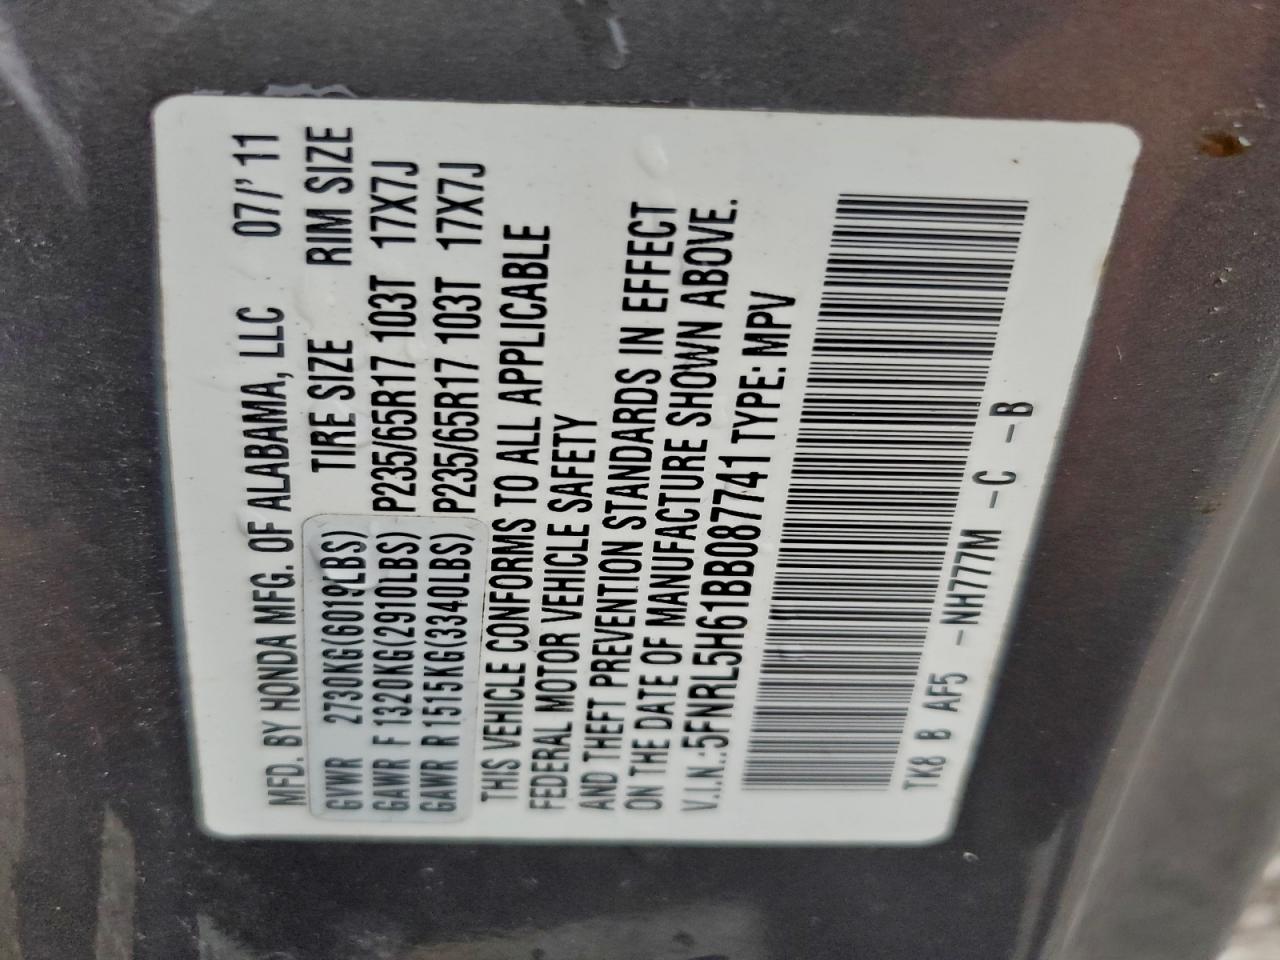 MFD. BY HONDA MFG. OF ALABAMA, LLC 07/'11
TIRE SIZE RIM SIZE
GVWR 2730KG(6019LBS)
GAWR F 1320KG(2910LBS) P235/65R17 103T 17X7J
GAWR R 1515KG(3340LBS) P235/65R17 103T 17X7J
THIS VEHICLE CONFORMS TO ALL APPLICABLE
FEDERAL MOTOR VEHICLE SAFETY
AND THEFT PREVENTION STANDARDS IN EFFECT
ON THE DATE OF MANUFACTURE SHOWN ABOVE.
V.I.N.:5FNRL5H61BB087741 TYPE: MPV
TK8 B AF5 -NH777M -C -B